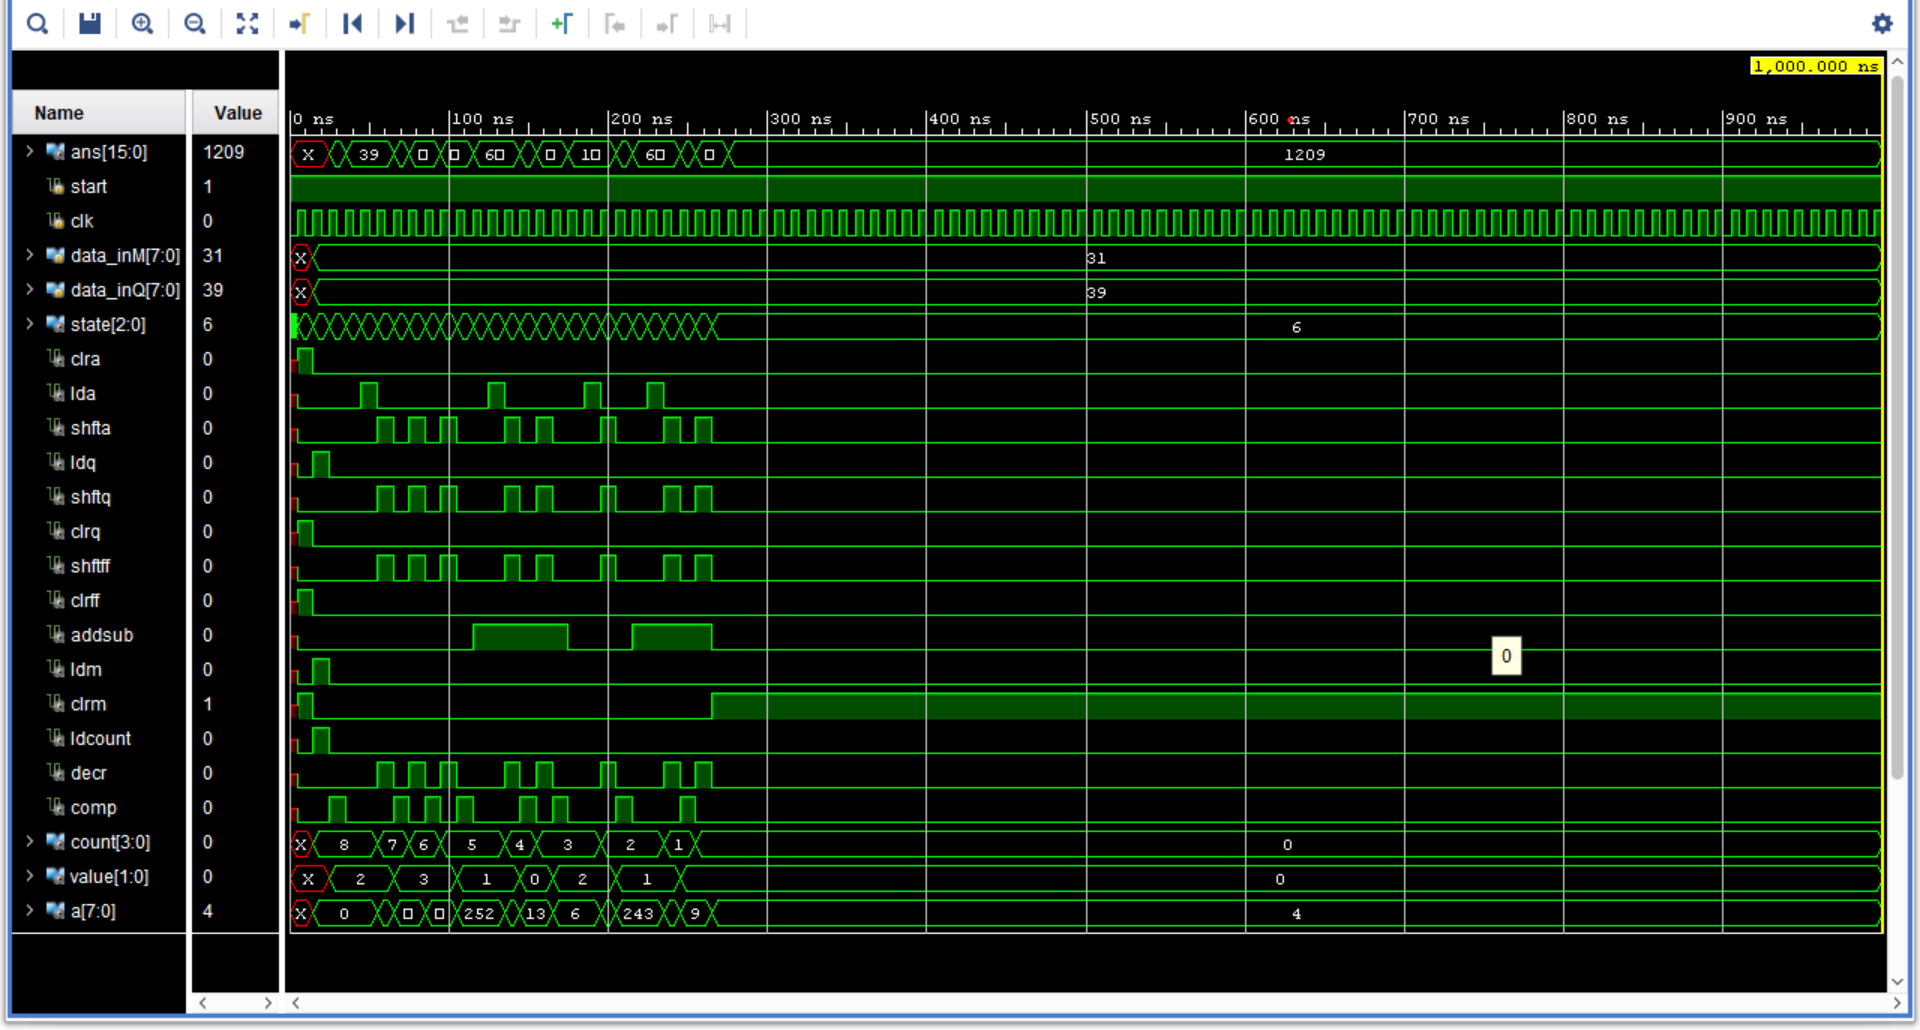 1,000.000 ns
Name Value
0 ns 100 ns 200 ns 300 ns 400 ns 500 ns 600 ns 700 ns 800 ns 900 ns
ans[15:0] 1209 X 39 0 0 60 0 10 60 0 1209
start 1
clk 0
data_inM[7:0] 31 X 31
data_inQ[7:0] 39 X 39
state[2:0] 6 6
clra 0
lda 0
shfta 0
ldq 0
shftq 0
clrq 0
shftff 0
clrff 0
addsub 0
0
ldm 0
clrm 1
ldcount 0
decr 0
comp 0
count[3:0] 0 X 8 7 6 5 4 3 2 1 0
value[1:0] 0 X 2 3 1 0 2 1 0
a[7:0] 4 X 0 252 13 6 243 9 4